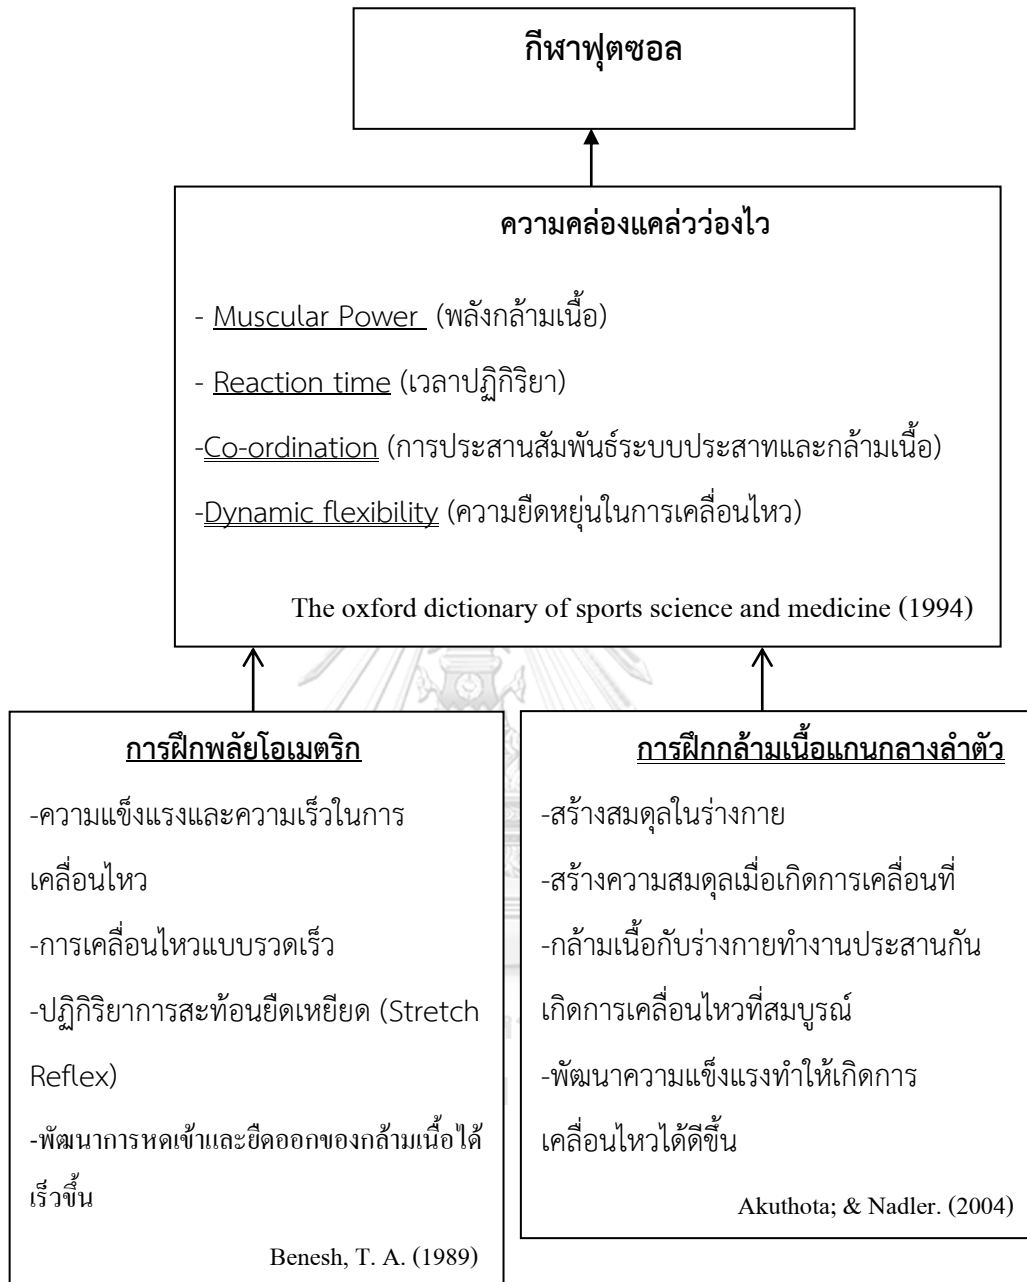 กีฬาฟุตซอล
ความคล่องแคล่วว่องไว
- Muscular Power (พลังกล้ามเนื้อ)
- Reaction time (เวลาปฏิกิริยา)
-Co-ordination (การประสานสัมพันธ์ระบบประสาทและกล้ามเนื้อ)
-Dynamic flexibility (ความยืดหยุ่นในการเคลื่อนไหว)
The oxford dictionary of sports science and medicine (1994)
การฝึกพลัยโอเมตริก
-ความแข็งแรงและความเร็วในการ
เคลื่อนไหว
-การเคลื่อนไหวแบบรวดเร็ว
-ปฏิกิริยาการสะท้อนยืดเหยียด (Stretch
Reflex)
-พัฒนาการหดเข้าและยืดออกของกล้ามเนื้อได้
เร็วขึ้น
Benesh, T. A. (1989)
การฝึกกล้ามเนื้อแกนกลางลำตัว
-สร้างสมดุลในร่างกาย
-สร้างความสมดุลเมื่อเกิดการเคลื่อนที่
-กล้ามเนื้อกับร่างกายทำงานประสานกัน
เกิดการเคลื่อนไหวที่สมบูรณ์
-พัฒนาความแข็งแรงทำให้เกิดการ
เคลื่อนไหวได้ดีขึ้น
Akuthota; & Nadler. (2004)